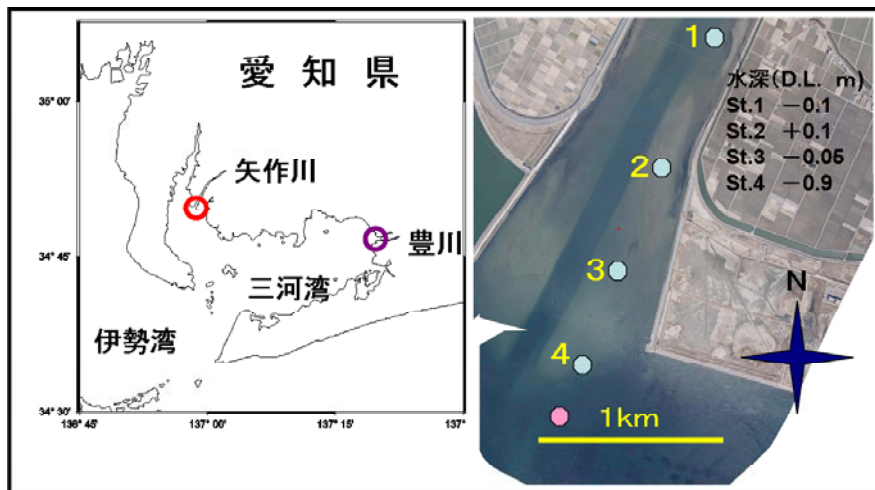 愛知県
35 00
矢作川
34 45
豊川
三河湾
伊勢湾
34 30
136 45
137 00
137 15
137
1
水深(D.L. m)
St.1 －0.1
St.2 ＋0.1
St.3 －0.05
St.4 －0.9
2
3
N
4
1km